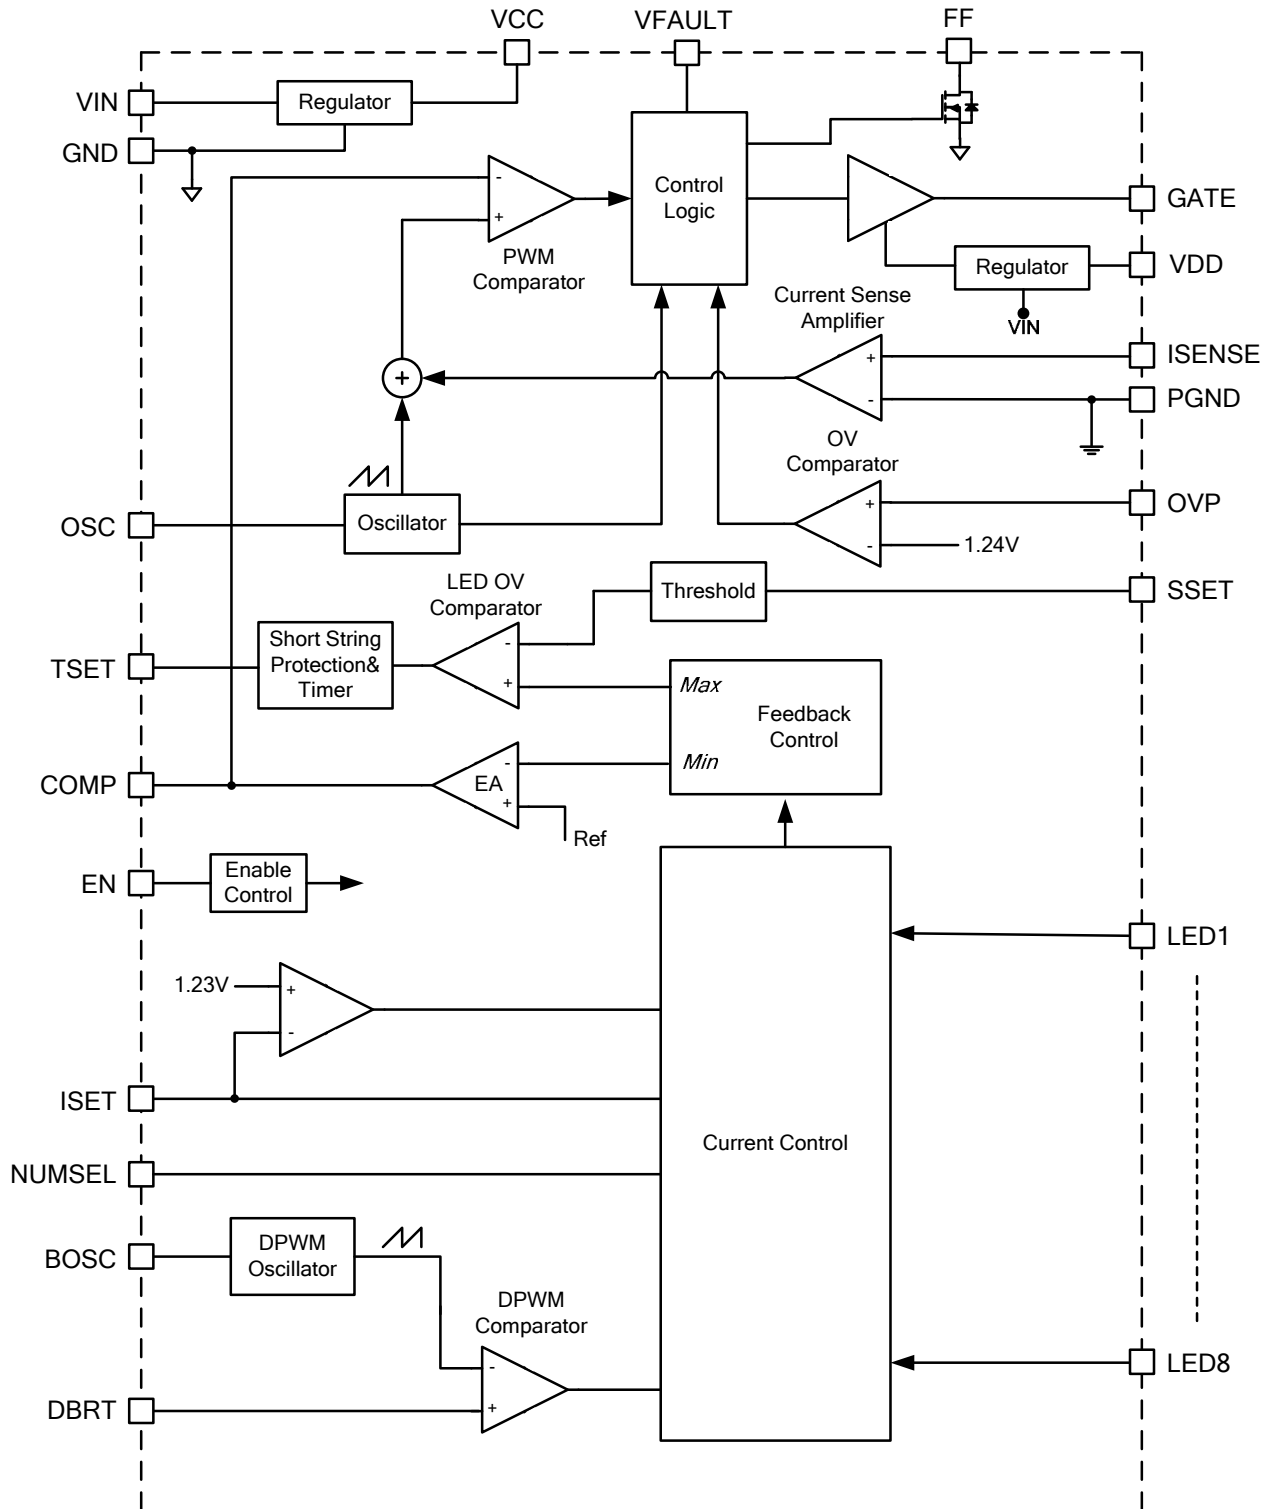 VCC
VFAULT
FF
VIN
Regulator
GND
-
+
PWM
Comparator
Control
Logic
GATE
Regulator
VDD
VIN
Current Sense
Amplifier
+
-
ISENSE
PGND
+
OV
Comparator
+
-
1.24V
OVP
OSC
Oscillator
LED OV
Comparator
Threshold
SSET
-
+
TSET
Short String
Protection&
Timer
Max
Min
Feedback
Control
COMP
EA
-
+
Ref
EN
Enable
Control
LED1
1.23V
+
-
ISET
Current Control
NUMSEL
BOSC
DPWM
Oscillator
DPWM
Comparator
-
+
LED8
DBRT